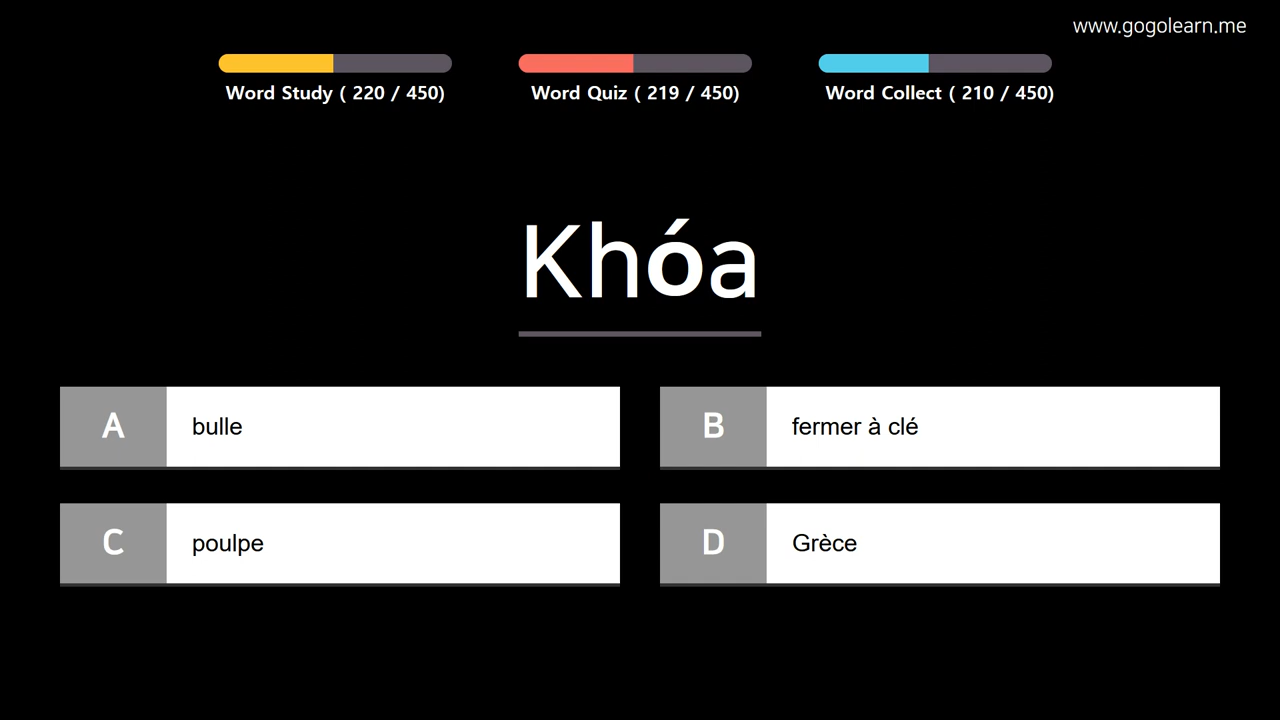 www.gogolearn.me
Word Study ( 220 / 450)
Word Quiz ( 219 / 450)
Word Collect ( 210 / 450)
Khóa
A bulle
B fermer à clé
C poulpe
D Grèce